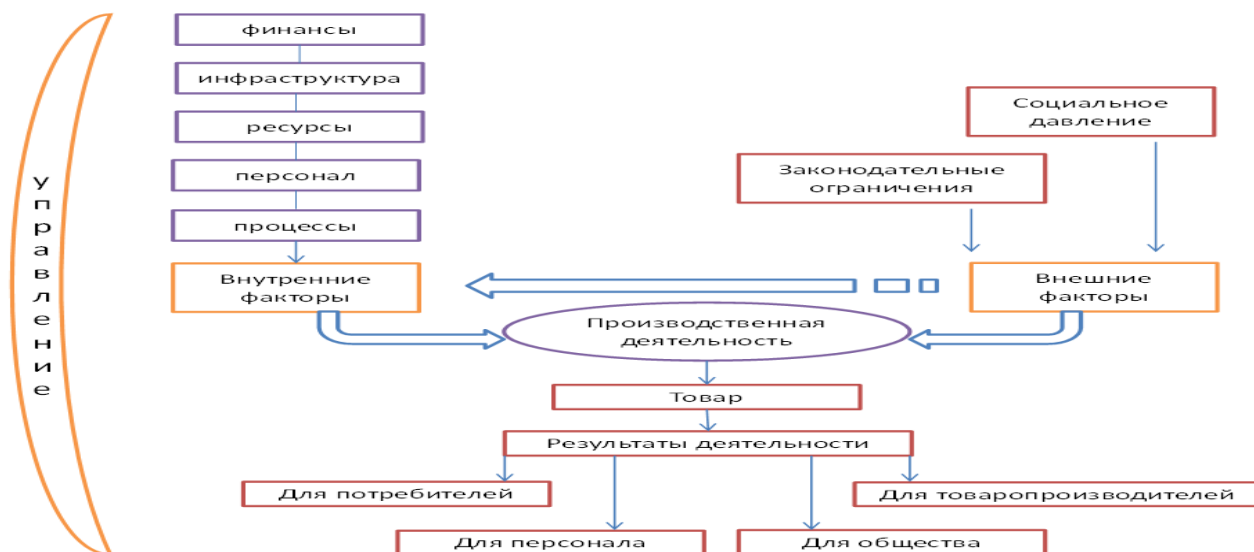 Управление
финансы
инфраструктура
ресурсы
персонал
процессы
Внутренние
факторы
Социальное
давление
Законодательные
ограничения
Внешние
факторы
Производственная
деятельность
Товар
Результаты деятельности
Для потребителей
Для товаропроизводителей
Для персонала
Для общества